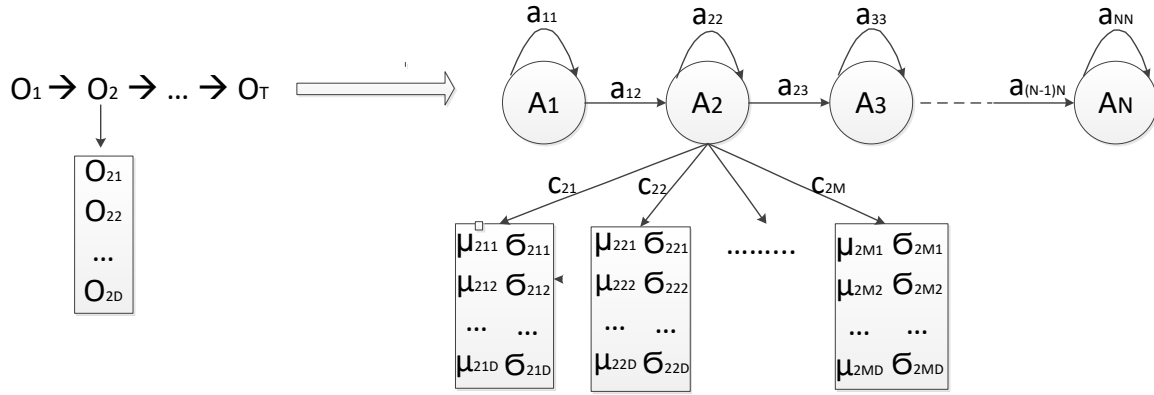 a11 a22 a33 aNN
O1 → O2 → ... → OT
A1 a12 A2 a23 A3 a(N-1)N AN
O21
O22
...
O2D
c21 c22 c2M
μ211 б211
μ212 б212
... ...
μ21D б21D
μ221 б221
μ222 б222
... ...
μ22D б22D
.........
μ2M1 б2M1
μ2M2 б2M2
... ...
μ2MD б2MD